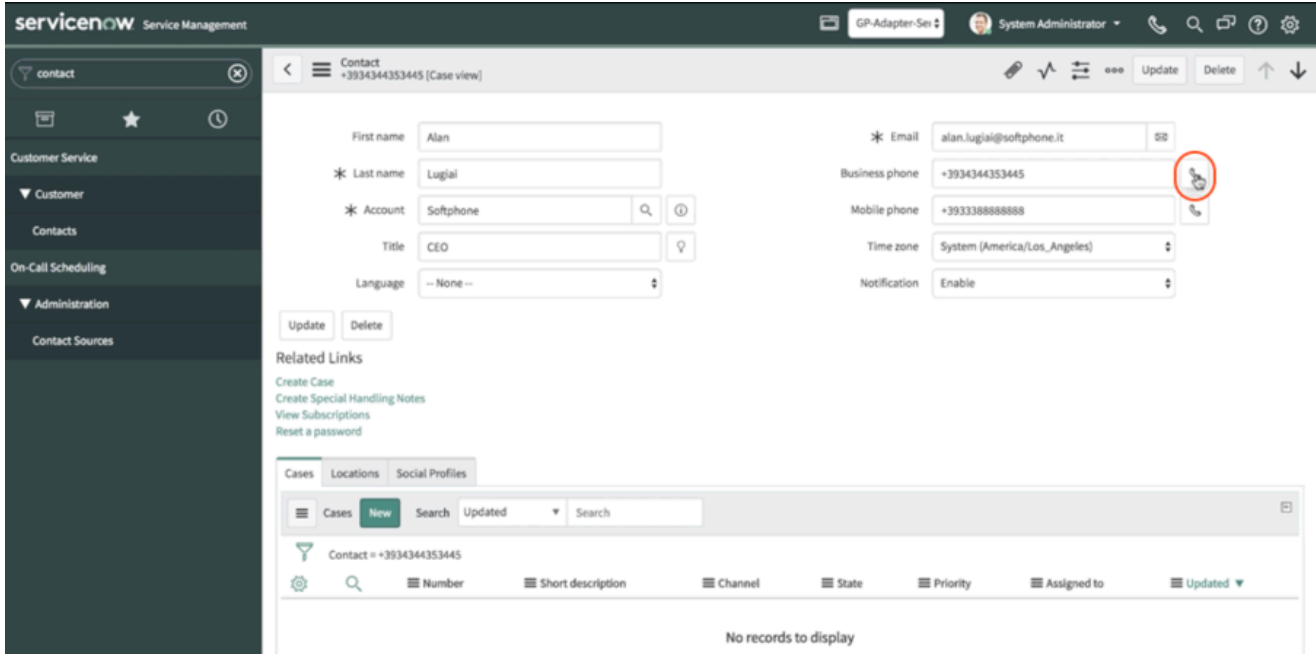 servicenow Service Management
GP-Adapter-Ser
System Administrator
contact
Customer Service
Customer
Contacts
On-Call Scheduling
Administration
Contact Sources
Contact
+3934344353445 [Case view]
Update Delete
First name Alan
Last name Lugiai
Account Softphone
Title CEO
Language -- None --
Email alan.lugiai@softphone.it
Business phone +3934344353445
Mobile phone +3933388888888
Time zone System (America/Los_Angeles)
Notification Enable
Update Delete
Related Links
Create Case
Create Special Handling Notes
View Subscriptions
Reset a password
Cases Locations Social Profiles
Cases New Search Updated Search
Contact = +3934344353445
Number Short description Channel State Priority Assigned to Updated
No records to display